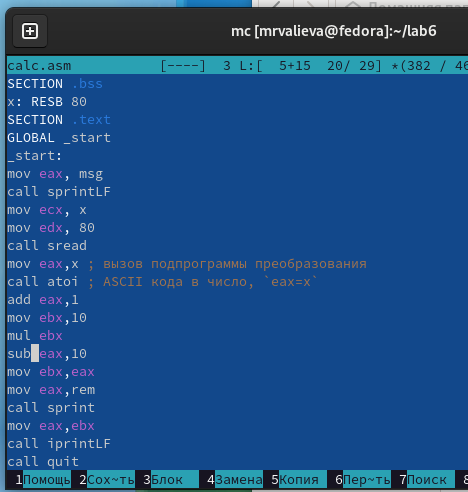 mc [mrvalieva@fedora]:~/lab6
calc.asm [----] 3 L:[ 5+15 20/ 29] *(382 / 46
SECTION .bss
x: RESB 80
SECTION .text
GLOBAL _start
_start:
mov eax, msg
call sprintLF
mov ecx, x
mov edx, 80
call sread
mov eax,x ; вызов подпрограммы преобразования
call atoi ; ASCII кода в число, `eax=x`
add eax,1
mov ebx,10
mul ebx
sub eax,10
mov ebx,eax
mov eax,rem
call sprint
mov eax,ebx
call iprintLF
call quit
1Помощь 2Сох~ть 3Блок 4Замена 5Копия 6Пер~ть 7Поиск 8